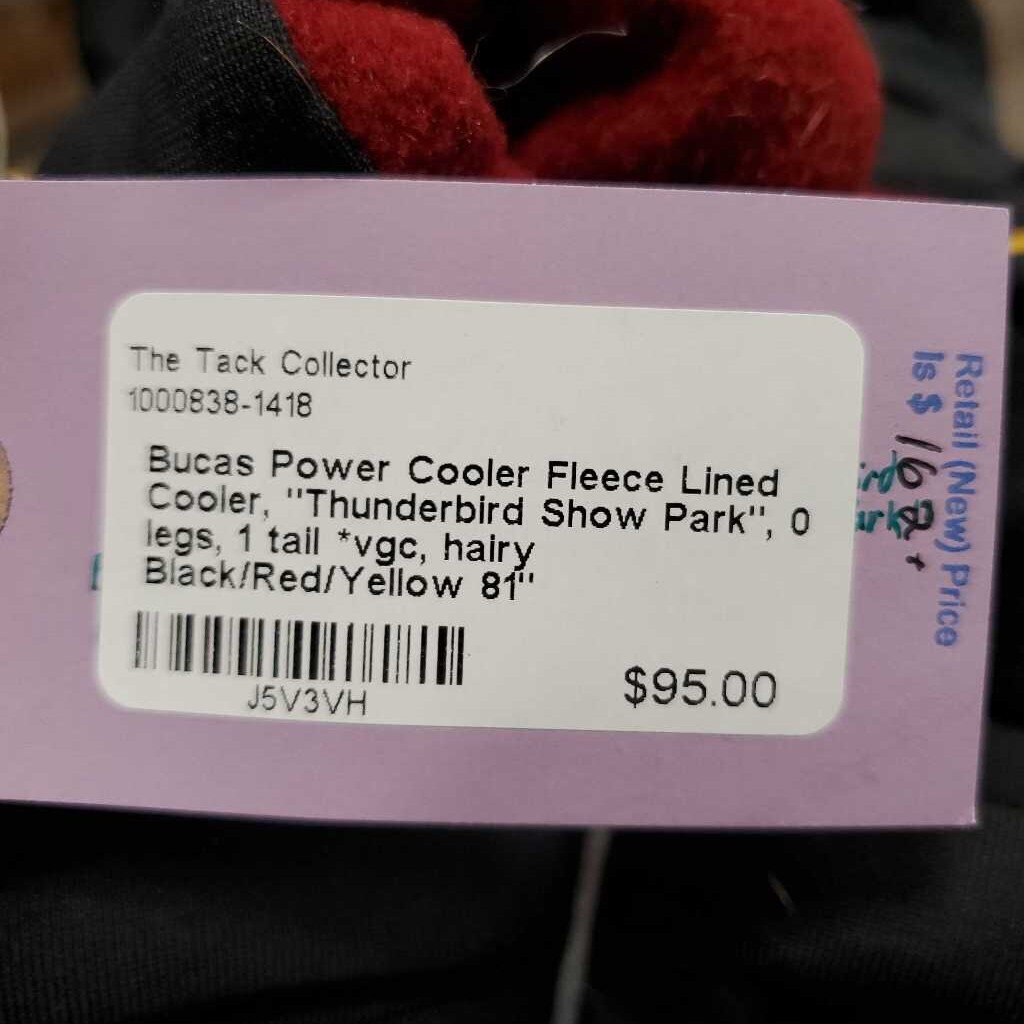 The Tack Collector
1000838-1418
Bucas Power Cooler Fleece Lined
Cooler, "Thunderbird Show Park", 0
legs, 1 tail *vgc, hairy
Black/Red/Yellow 81"
J5V3VH
$95.00
Retail (New) Price
Is $ 162+